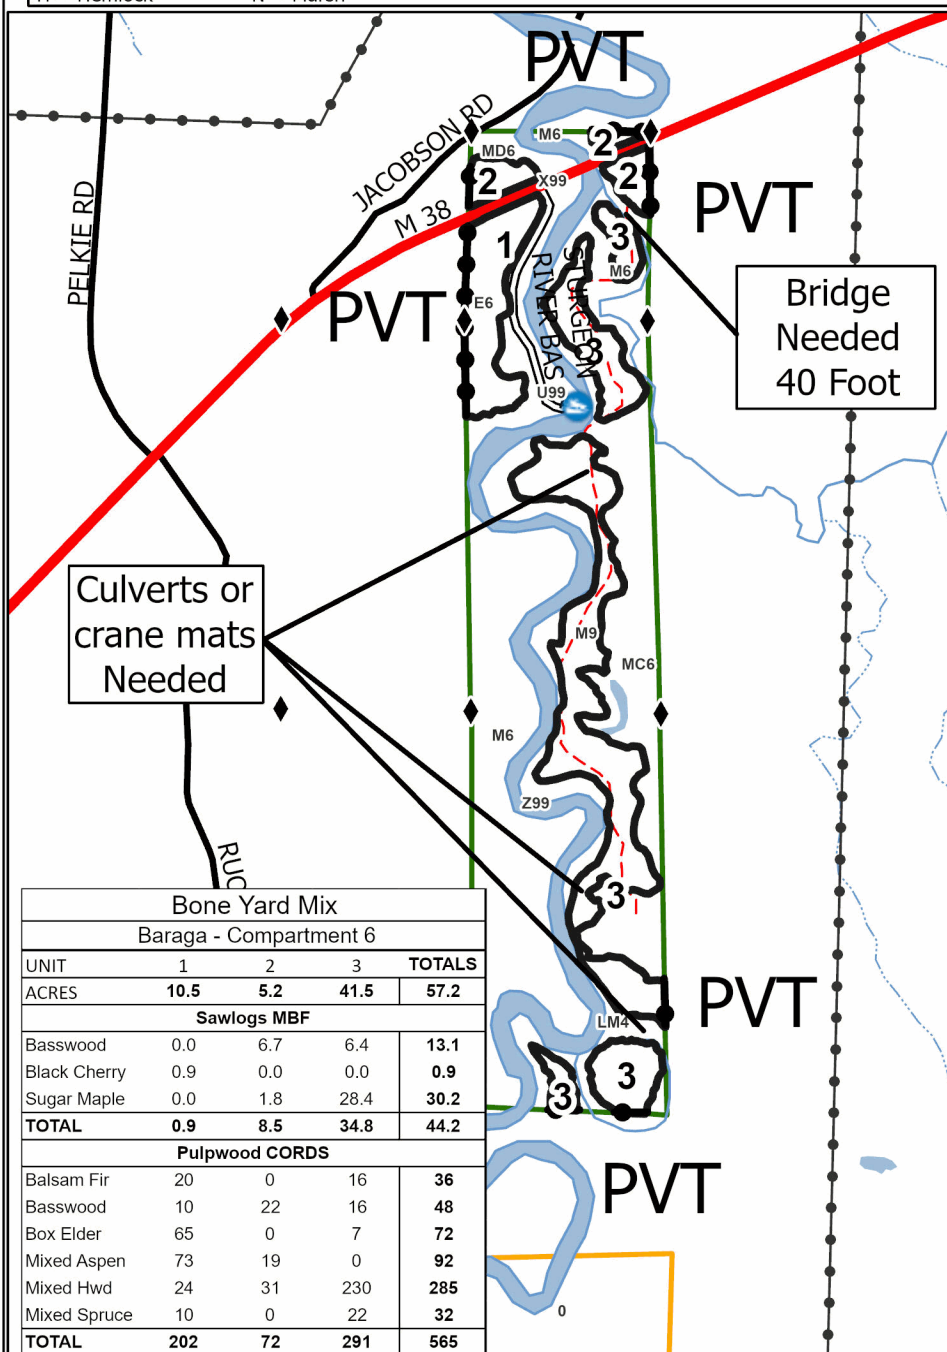 PVT
JACOBSON RD
M6
2
MD6
2
X99
2
PELKIE RD
M 38
PVT
1
3
STURGEON
RIVER BAS
M6
E6
PVT
Bridge
Needed
40 Foot
3
U99
Culverts or
crane mats
Needed
M9
MC6
M6
Z99
RUC
3
PVT
LM4
3
3
PVT
0
Bone Yard Mix
Baraga - Compartment 6
UNIT 1 2 3 TOTALS
ACRES 10.5 5.2 41.5 57.2
Sawlogs MBF
Basswood 0.0 6.7 6.4 13.1
Black Cherry 0.9 0.0 0.0 0.9
Sugar Maple 0.0 1.8 28.4 30.2
TOTAL 0.9 8.5 34.8 44.2
Pulpwood CORDS
Balsam Fir 20 0 16 36
Basswood 10 22 16 48
Box Elder 65 0 7 72
Mixed Aspen 73 19 0 92
Mixed Hwd 24 31 230 285
Mixed Spruce 10 0 22 32
TOTAL 202 72 291 565